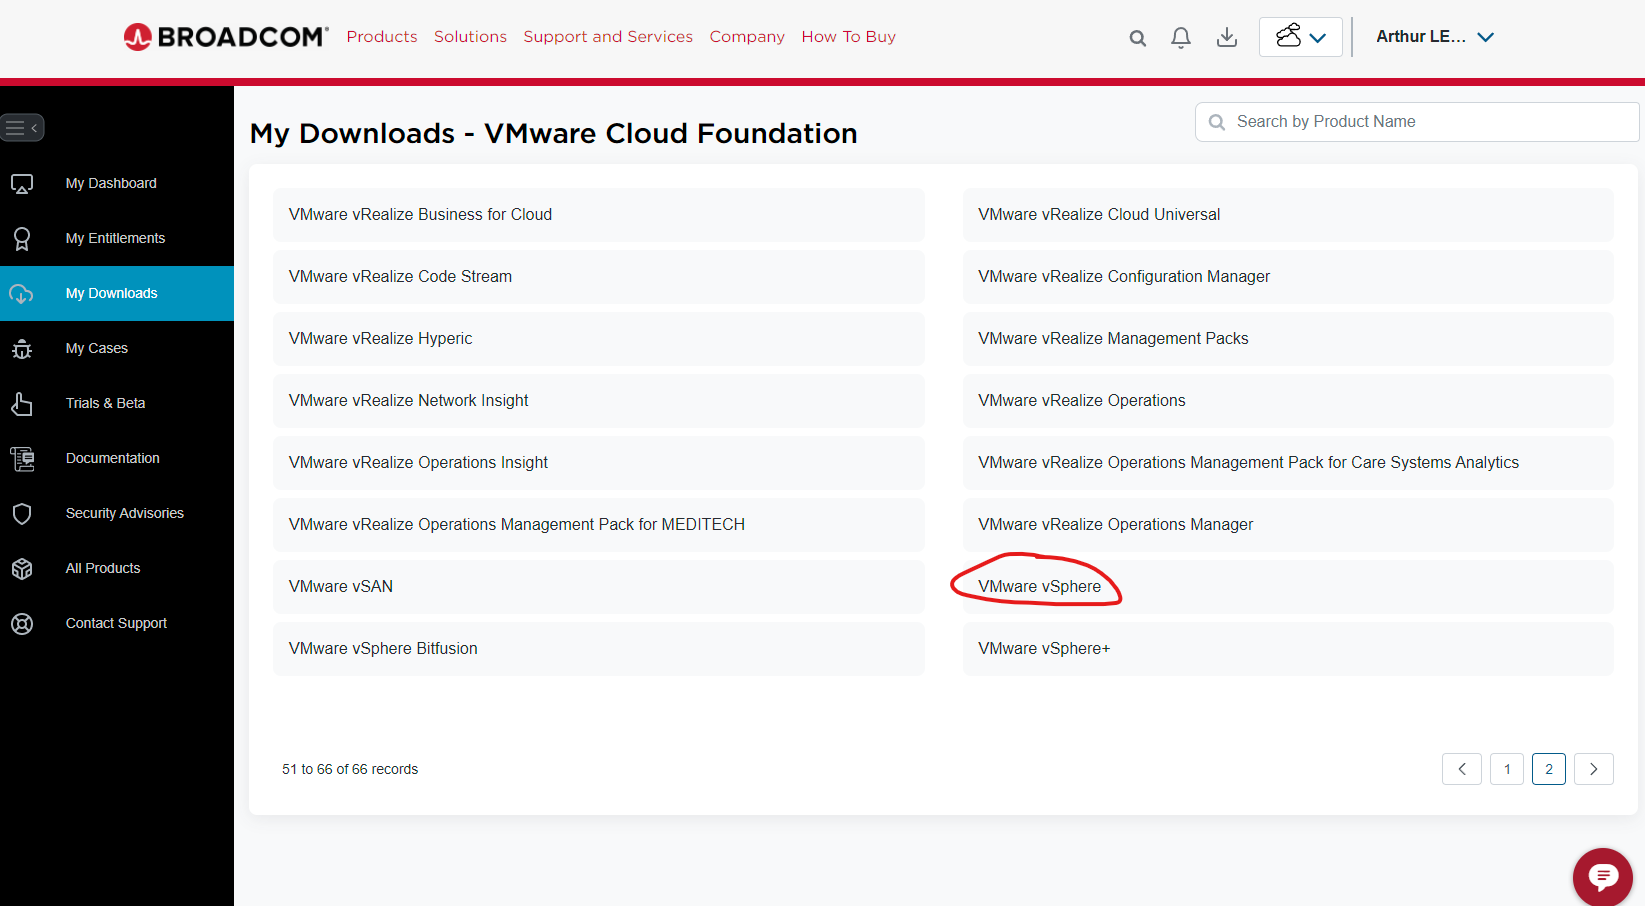 BROADCOM® Products Solutions Support and Services Company How To Buy Arthur LE...
My Downloads - VMware Cloud Foundation
Search by Product Name
My Dashboard
My Entitlements
My Downloads
My Cases
Trials & Beta
Documentation
Security Advisories
All Products
Contact Support
VMware vRealize Business for Cloud
VMware vRealize Cloud Universal
VMware vRealize Code Stream
VMware vRealize Configuration Manager
VMware vRealize Hyperic
VMware vRealize Management Packs
VMware vRealize Network Insight
VMware vRealize Operations
VMware vRealize Operations Insight
VMware vRealize Operations Management Pack for Care Systems Analytics
VMware vRealize Operations Management Pack for MEDITECH
VMware vRealize Operations Manager
VMware vSAN
VMware vSphere
VMware vSphere Bitfusion
VMware vSphere+
51 to 66 of 66 records
1 2